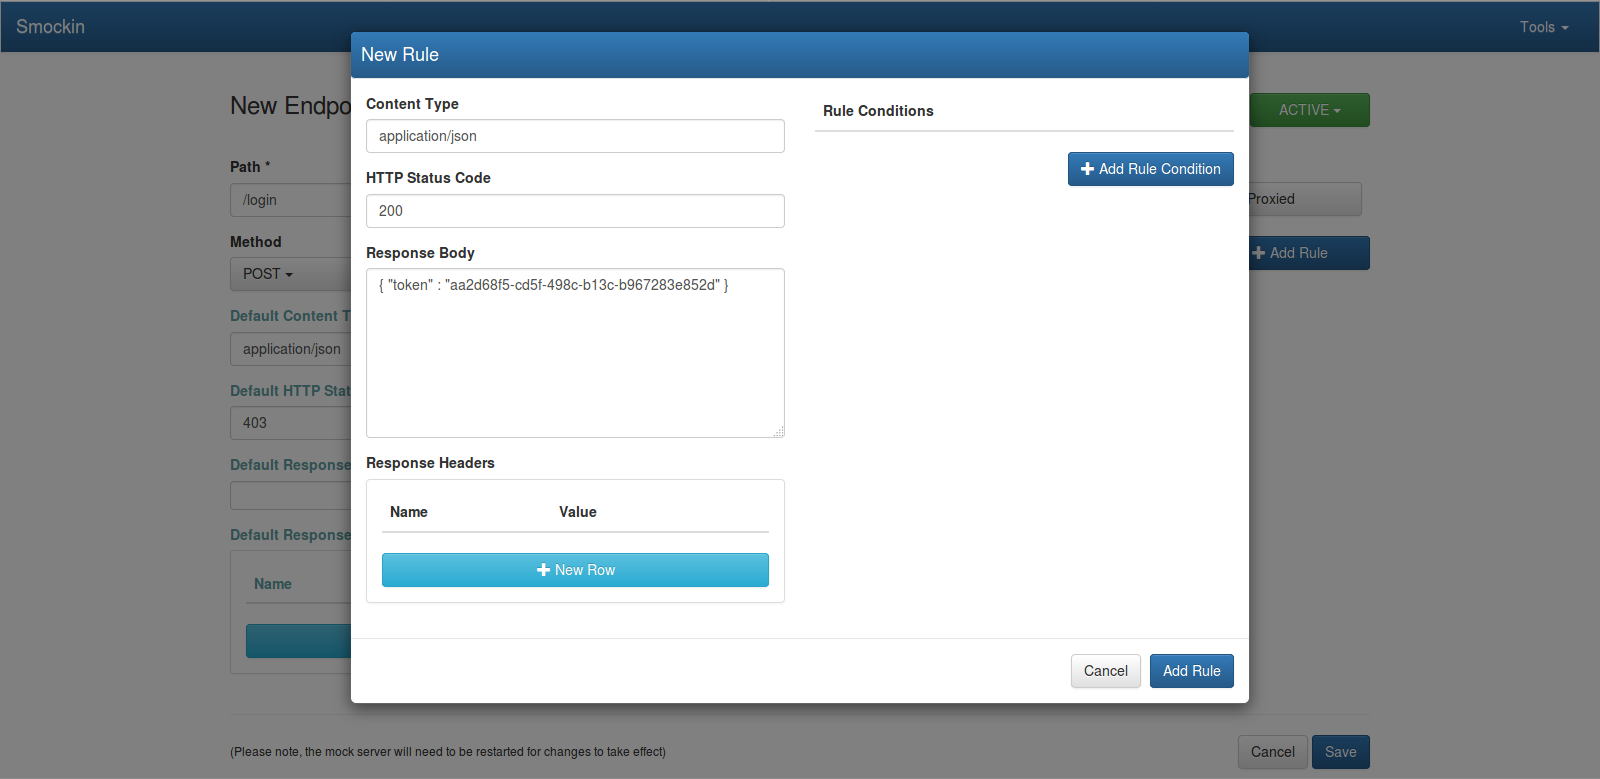 Smockin
Tools
New Rule
New Endpo
ACTIVE
Content Type
application/json
Rule Conditions
Add Rule Condition
Path *
/login
HTTP Status Code
200
Proxied
Method
POST
Add Rule
Response Body
{ "token" : "aa2d68f5-cd5f-498c-b13c-b967283e852d" }
Default Content T
application/json
Default HTTP Stat
403
Default Response
Response Headers
Name Value
New Row
Default Response
Name
Cancel
Add Rule
(Please note, the mock server will need to be restarted for changes to take effect)
Cancel
Save